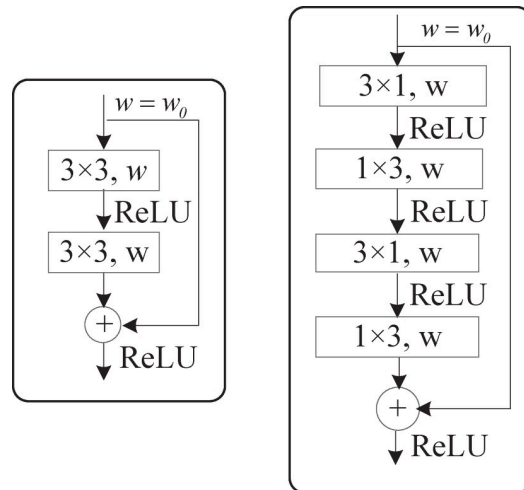 w = w₀
3×3, w
ReLU
3×3, w
+
ReLU
w = w₀
3×1, w
ReLU
1×3, w
ReLU
3×1, w
ReLU
1×3, w
+
ReLU